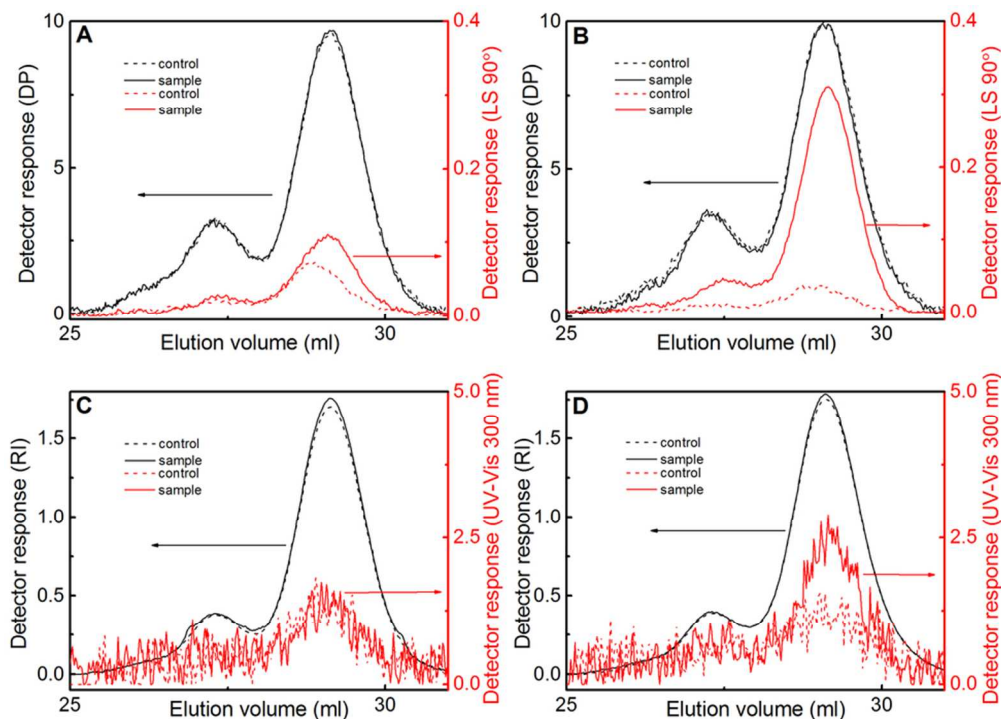 A
Detector response (DP)
10
5
0
control
sample
control
sample
0.4
0.2
0.0
Detector response (LS 90°)
25
30
Elution volume (ml)
B
Detector response (DP)
10
5
0
control
sample
control
sample
0.4
0.2
0.0
Detector response (LS 90°)
25
30
Elution volume (ml)
C
Detector response (RI)
1.5
1.0
0.5
0.0
control
sample
control
sample
5.0
2.5
0.0
Detector response (UV-Vis 300 nm)
25
30
Elution volume (ml)
D
Detector response (RI)
1.5
1.0
0.5
0.0
control
sample
control
sample
5.0
2.5
0.0
Detector response (UV-Vis 300 nm)
25
30
Elution volume (ml)